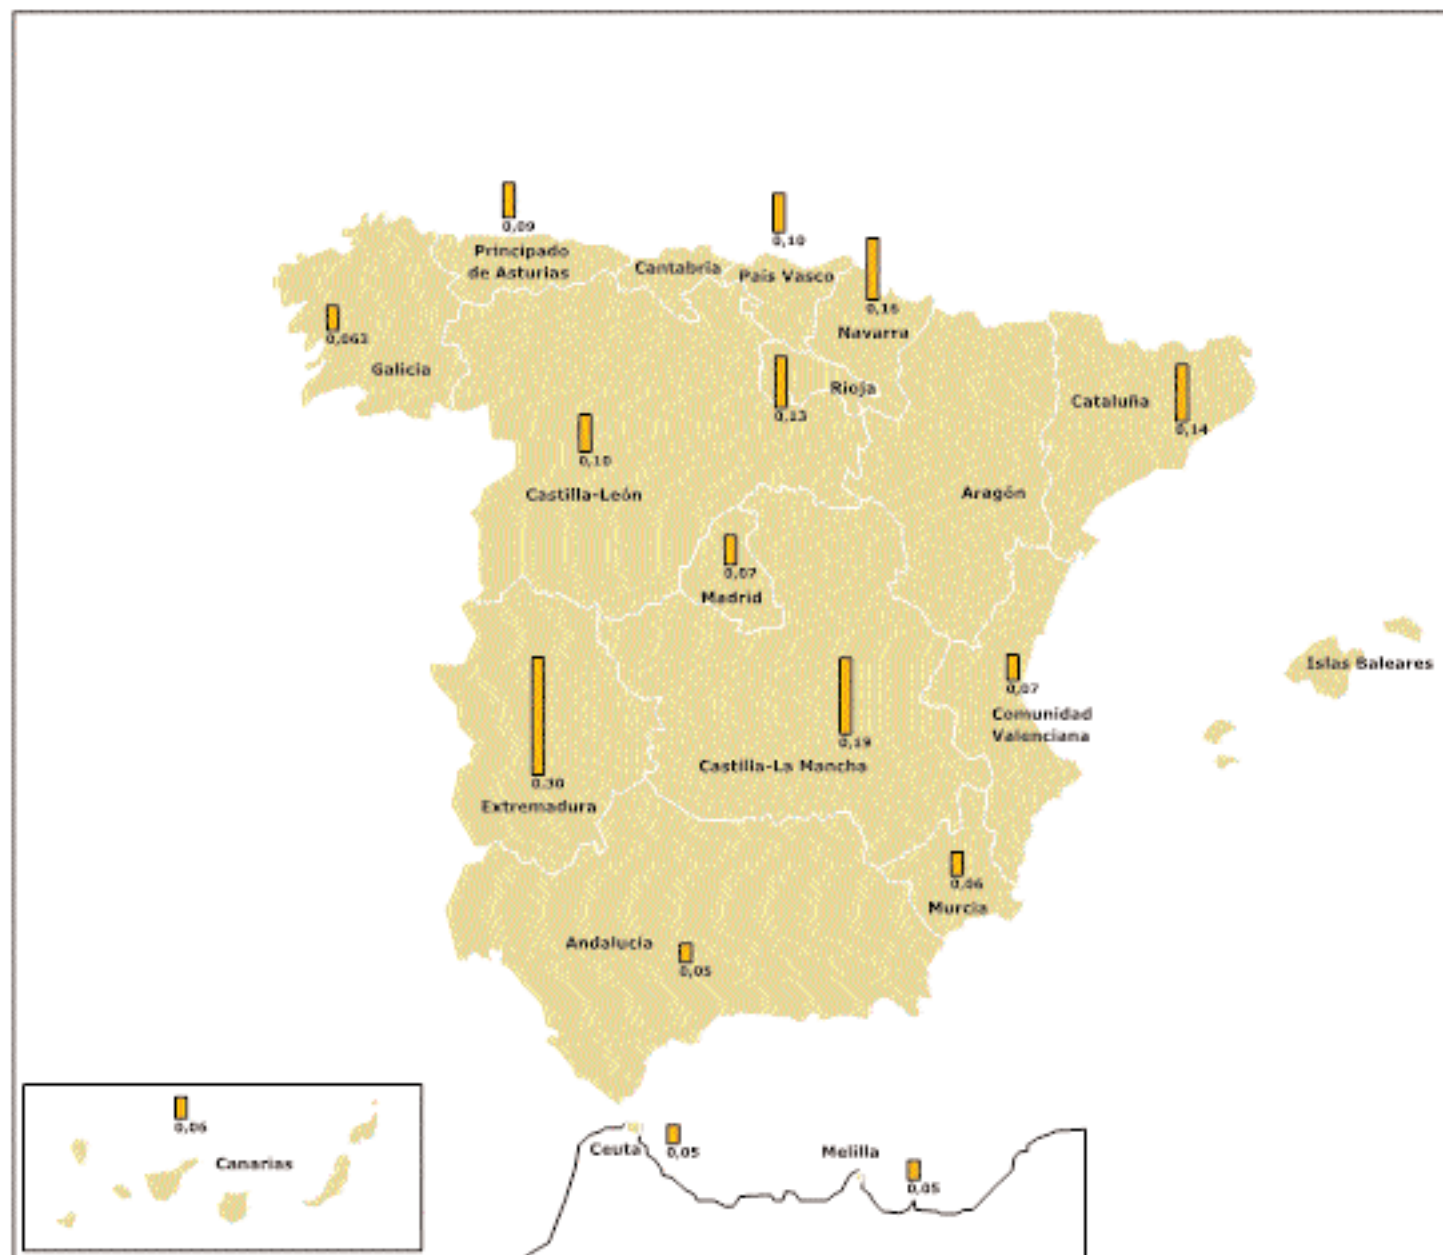 0,09
Principado
de Asturias
Cantabria
0,10
País Vasco
0,16
Navarra
0,063
Galicia
Rioja
0,13
Cataluña
0,14
0,10
Castilla-León
Aragón
0,07
Madrid
Islas Baleares
0,07
Comunidad
Valenciana
0,19
Castilla-La Mancha
0.30
Extremadura
0,06
Murcia
Andalucía
0,05
0,06
Canarias
Ceuta
0,05
Melilla
0,05